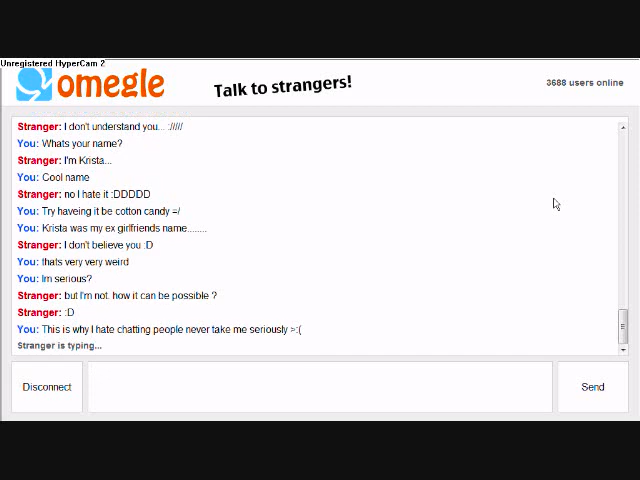 Unregistered HyperCam 2
omegle
Talk to strangers!
3688 users online
Stranger: I don't understand you... ://///
You: Whats your name?
Stranger: I'm Krista...
You: Cool name
Stranger: no I hate it :DDDDD
You: Try haveing it be cotton candy =/
You: Krista was my ex girlfriends name........
Stranger: I don't believe you :D
You: thats very very weird
You: Im serious?
Stranger: but I'm not. how it can be possible ?
Stranger: :D
You: This is why I hate chatting people never take me seriously >:(
Stranger is typing...
Disconnect
Send